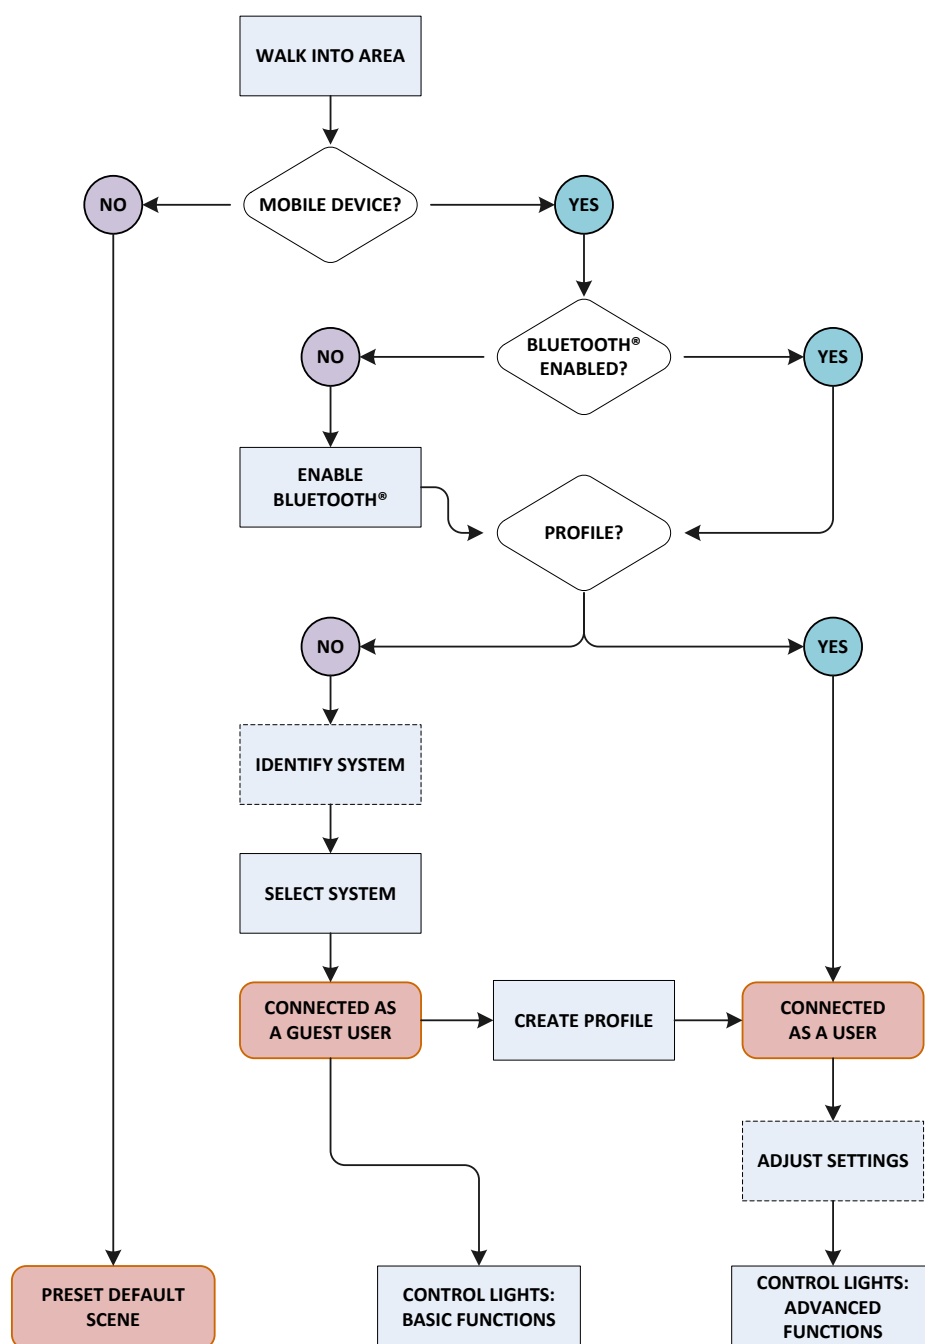 WALK INTO AREA
NO
MOBILE DEVICE?
YES
NO
BLUETOOTH®
ENABLED?
YES
ENABLE
BLUETOOTH®
PROFILE?
NO
YES
IDENTIFY SYSTEM
SELECT SYSTEM
CONNECTED AS
A GUEST USER
CREATE PROFILE
CONNECTED
AS A USER
ADJUST SETTINGS
PRESET DEFAULT
SCENE
CONTROL LIGHTS:
BASIC FUNCTIONS
CONTROL LIGHTS:
ADVANCED
FUNCTIONS